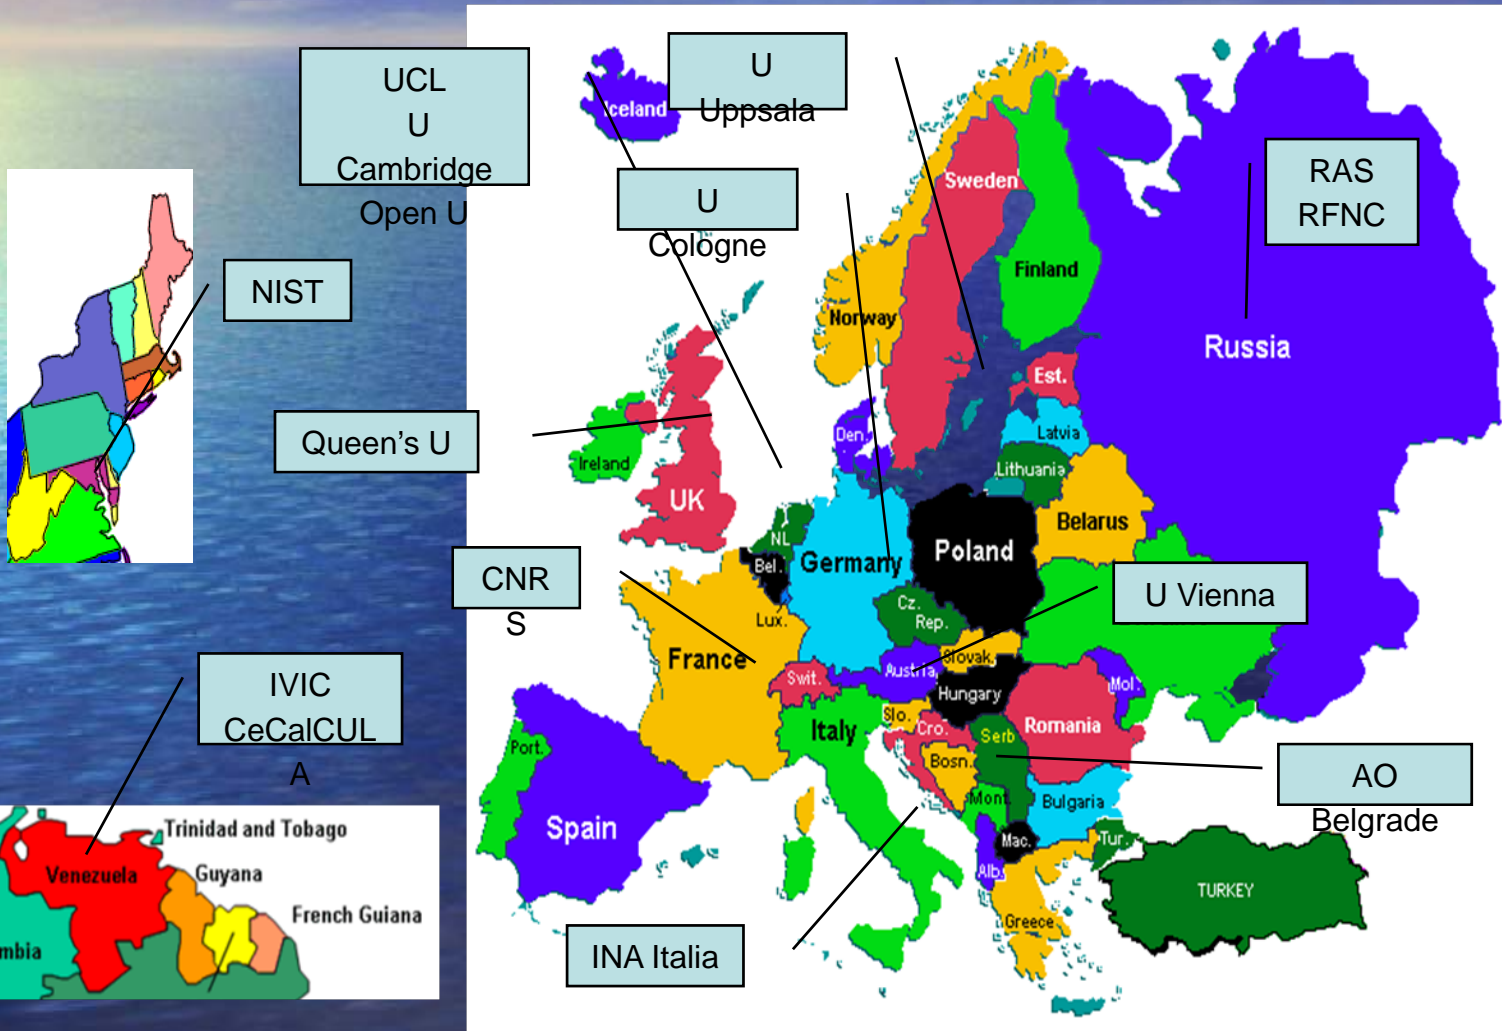 UCL
U
Cambridge
Open U
U
Uppsala
U
Cologne
RAS
RFNC
NIST
Queen's U
CNR
S
U Vienna
IVIC
CeCalCUL
A
AO
Belgrade
INA Italia
Iceland
Sweden
Finland
Norway
Russia
Est.
Latvia
Lithuania
Den.
Ireland
UK
NL
Bel.
Germany
Poland
Belarus
Lux.
Cz.
Rep.
France
Swit.
Austria
Slovak.
Hungary
Mol.
Italy
Slo.
Cro.
Serb
Romania
Bosn.
Port.
Spain
Mont.
Bulgaria
Mac.
Tur.
Alb.
TURKEY
Greece
Trinidad and Tobago
Venezuela
Guyana
French Guiana
mbia